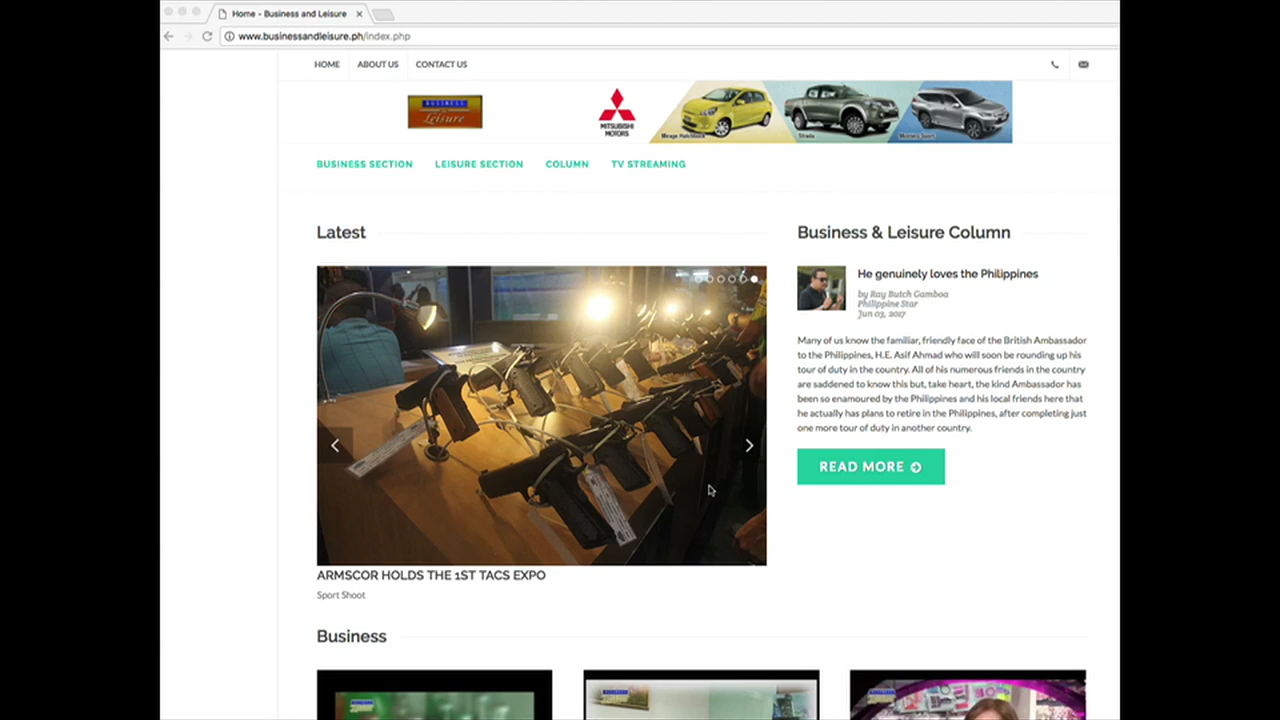 Home - Business and Leisure
www.businessandleisure.ph/index.php
HOME ABOUT US CONTACT US
BUSINESS
Leisure
MITSUBISHI
MOTORS
Mirage Hatchback Strada Montero Sport
BUSINESS SECTION LEISURE SECTION COLUMN TV STREAMING
Latest
ARMSCOR HOLDS THE 1ST TACS EXPO
Sport Shoot
Business & Leisure Column
He genuinely loves the Philippines
by Ray Butch Gamboa
Philippine Star
Jun 03, 2017
Many of us know the familiar, friendly face of the British Ambassador
to the Philippines, H.E. Asif Ahmad who will soon be rounding up his
tour of duty in the country. All of his numerous friends in the country
are saddened to know this but, take heart, the kind Ambassador has
been so enamoured by the Philippines and his local friends here that
he actually has plans to retire in the Philippines, after completing just
one more tour of duty in another country.
READ MORE
Business